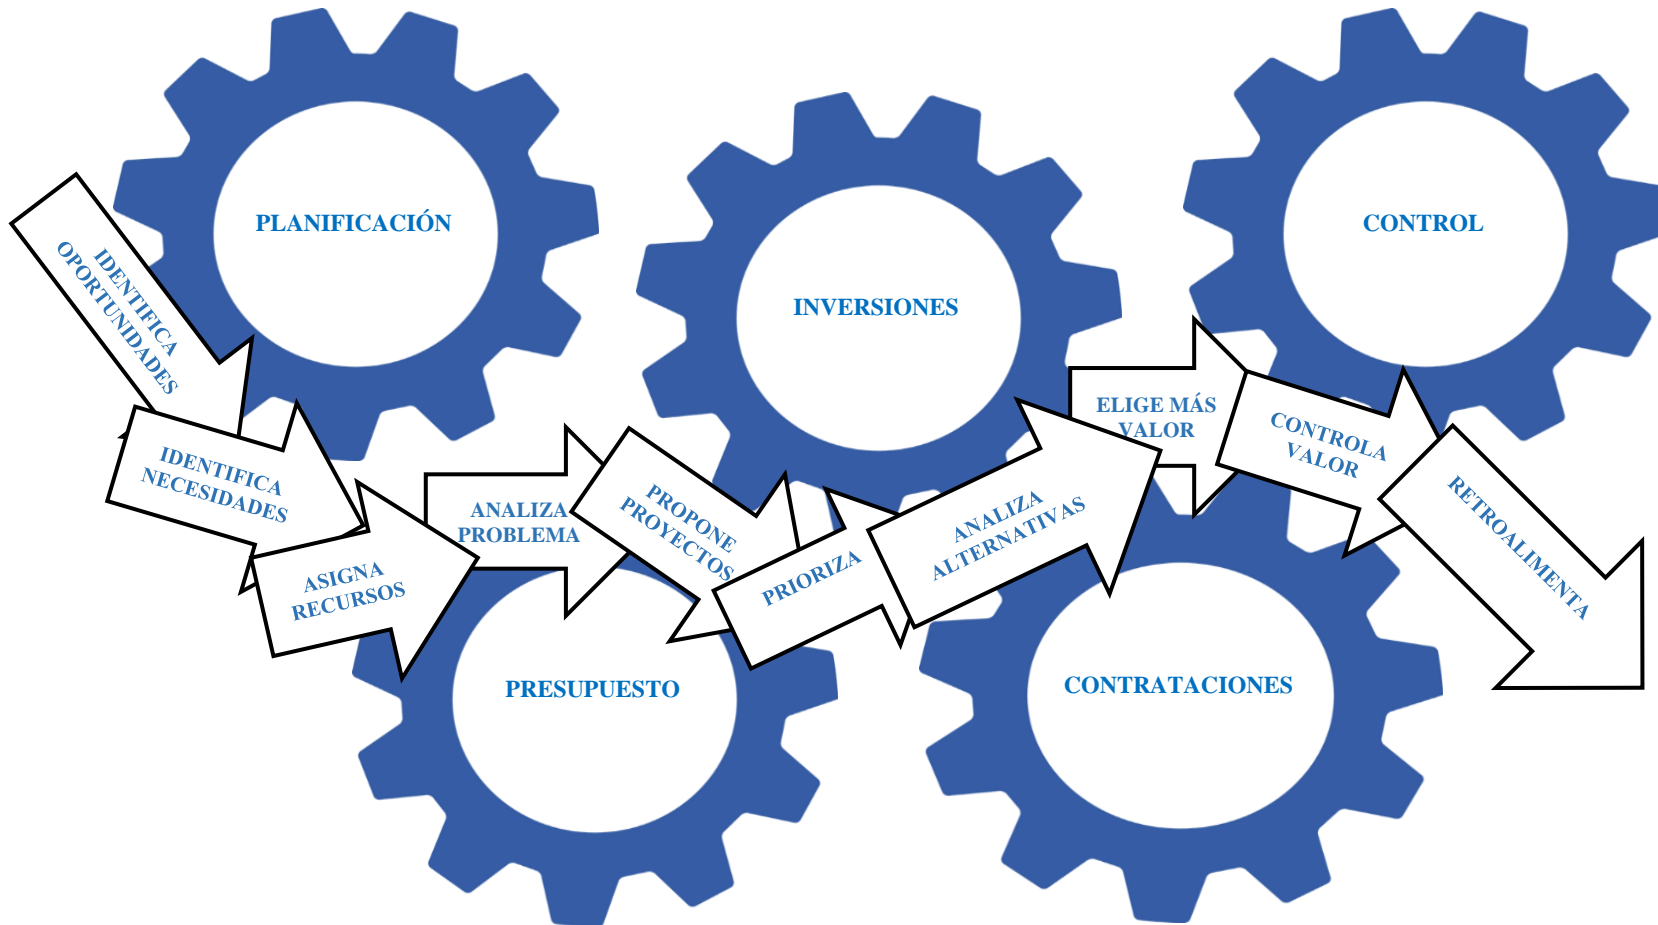 PLANIFICACIÓN
INVERSIONES
CONTROL
PRESUPUESTO
CONTRATACIONES
IDENTIFICA
OPORTUNIDADES
IDENTIFICA
NECESIDADES
ASIGNA
RECURSOS
ANALIZA
PROBLEMA
PROPONE
PROYECTOS
PRIORIZA
ANALIZA
ALTERNATIVAS
ELIGE MÁS
VALOR
CONTROLA
VALOR
RETROALIMENTA